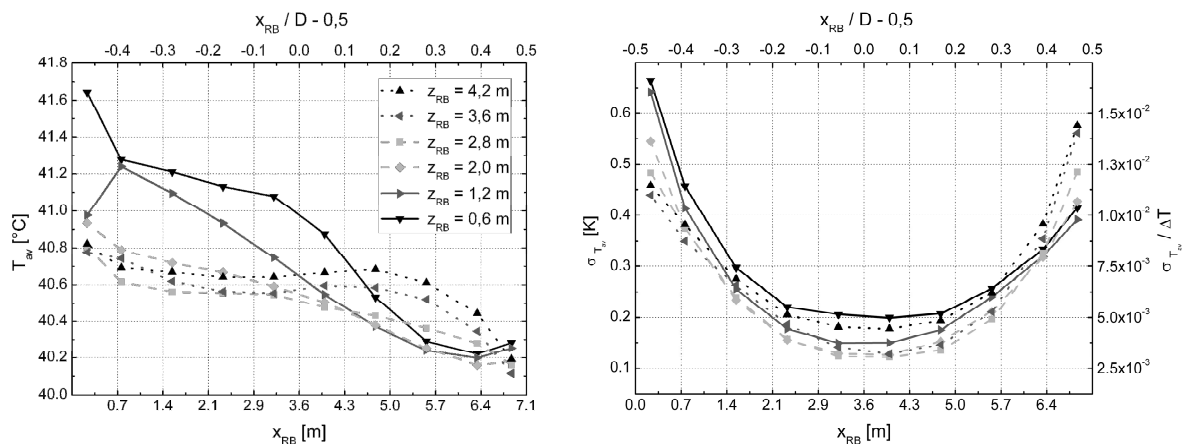 x_RB / D - 0,5
-0.4 -0.3 -0.2 -0.1 0.0 0.1 0.2 0.3 0.4 0.5
41.8
41.6
41.4
41.2
41.0
40.8
40.6
40.4
40.2
40.0
T_av [°C]
z_RB = 4,2 m
z_RB = 3,6 m
z_RB = 2,8 m
z_RB = 2,0 m
z_RB = 1,2 m
z_RB = 0,6 m
0.7 1.4 2.1 2.9 3.6 4.3 5.0 5.7 6.4 7.1
x_RB [m]
x_RB / D - 0,5
-0.5 -0.4 -0.3 -0.2 -0.1 0.0 0.1 0.2 0.3 0.4 0.5
0.6
0.5
0.4
0.3
0.2
0.1
σ_T_av [K]
1.5x10⁻²
1.3x10⁻²
1.0x10⁻²
7.5x10⁻³
5.0x10⁻³
2.5x10⁻³
σ_T_av / ΔT
0.0 0.7 1.4 2.1 2.9 3.6 4.3 5.0 5.7 6.4
x_RB [m]